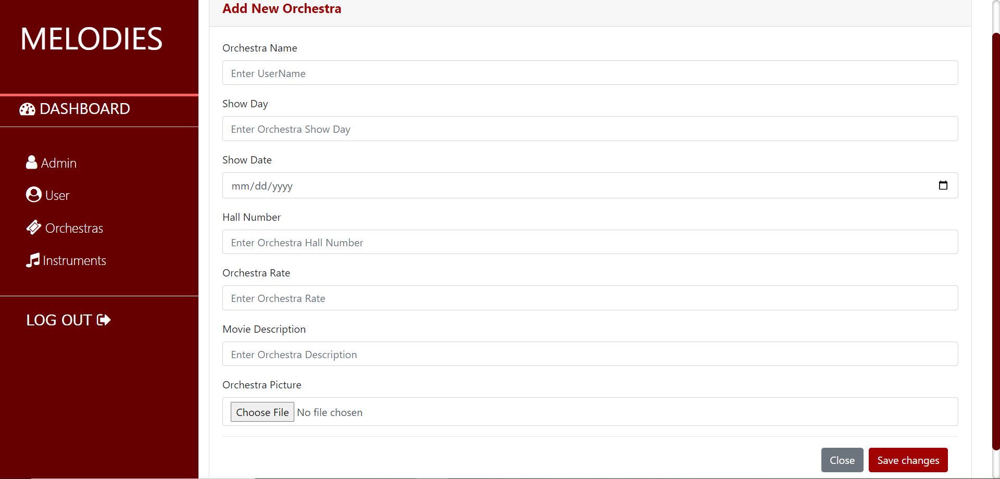 MELODIES
DASHBOARD
Admin
User
Orchestras
Instruments
LOG OUT
Add New Orchestra
Orchestra Name
Enter UserName
Show Day
Enter Orchestra Show Day
Show Date
mm/dd/yyyy
Hall Number
Enter Orchestra Hall Number
Orchestra Rate
Enter Orchestra Rate
Movie Description
Enter Orchestra Description
Orchestra Picture
Choose File No file chosen
Close Save changes